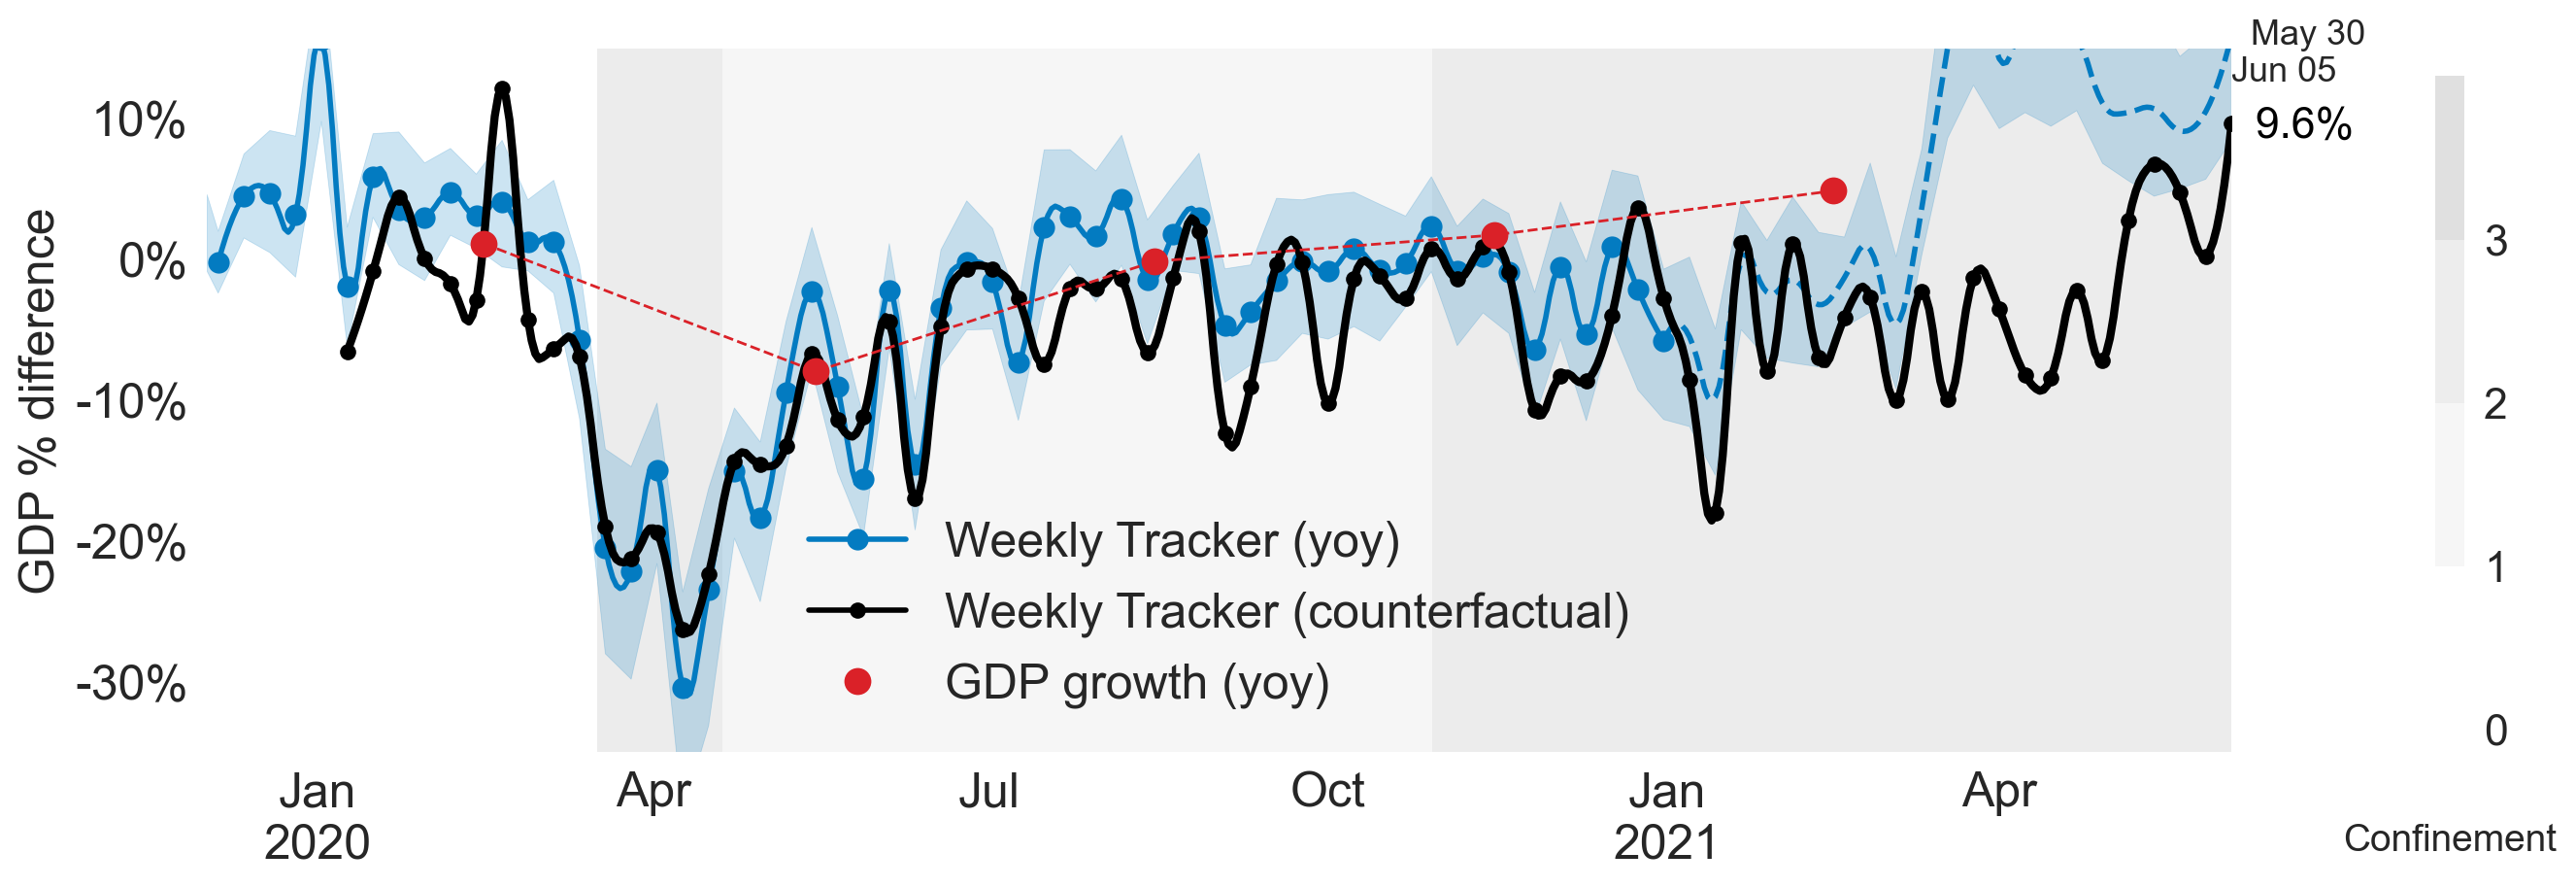 May 30
Jun 05
9.6%
10%
0%
-10%
-20%
-30%
GDP % difference
Weekly Tracker (yoy)
Weekly Tracker (counterfactual)
GDP growth (yoy)
Jan
2020
Apr
Jul
Oct
Jan
2021
Apr
3
2
1
0
Confinement